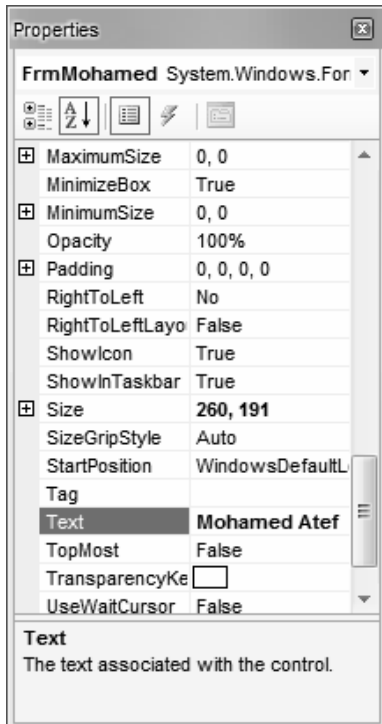 Properties
FrmMohamed System.Windows.For
MaximumSize 0, 0
MinimizeBox True
MinimumSize 0, 0
Opacity 100%
Padding 0, 0, 0, 0
RightToLeft No
RightToLeftLayo False
ShowIcon True
ShowInTaskbar True
Size 260, 191
SizeGripStyle Auto
StartPosition WindowsDefaultL
Tag
Text Mohamed Atef
TopMost False
TransparencyKe
UseWaitCursor False
Text
The text associated with the control.